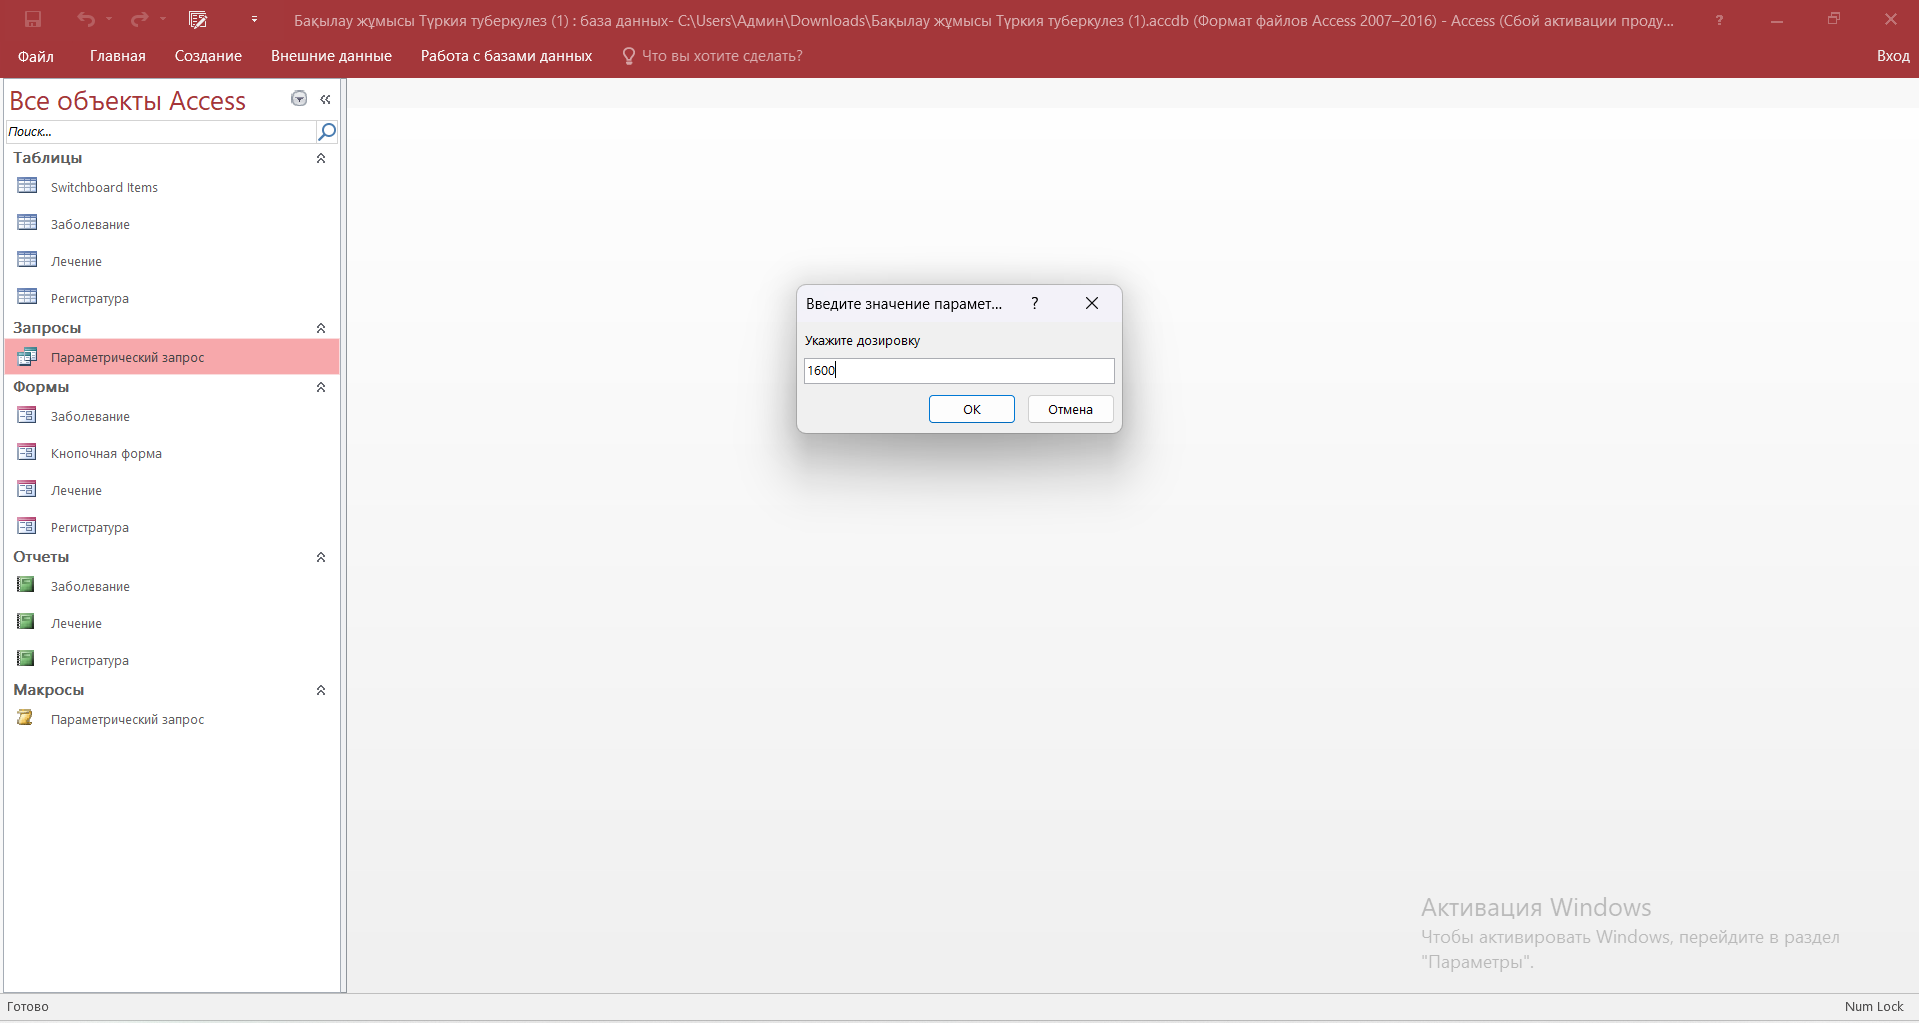 Бақылау жұмысы Түркия туберкулез (1) : база данных- C:\Users\Админ\Downloads\Бақылау жұмысы Түркия туберкулез (1).accdb (Формат файлов Access 2007–2016) - Access (Сбой активации проду... ?
Файл Главная Создание Внешние данные Работа с базами данных Что вы хотите сделать? Вход
Все объекты Access
Поиск...
Таблицы
Switchboard Items
Заболевание
Лечение
Регистратура
Запросы
Параметрический запрос
Формы
Заболевание
Кнопочная форма
Лечение
Регистратура
Отчеты
Заболевание
Лечение
Регистратура
Макросы
Параметрический запрос
Введите значение парамет... ?
Укажите дозировку
1600
ОК Отмена
Активация Windows
Чтобы активировать Windows, перейдите в раздел
"Параметры".
Готово Num Lock